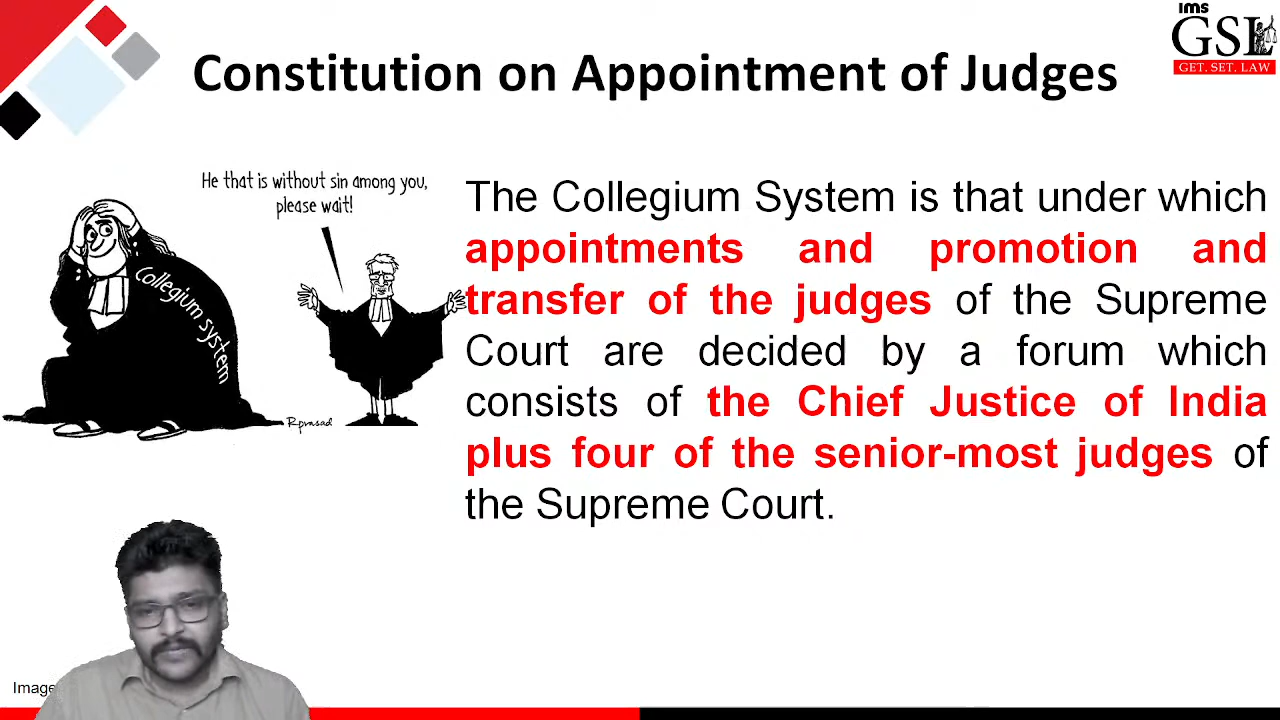 ims
GSL
GET. SET. LAW
Constitution on Appointment of Judges
He that is without sin among you,
please wait!
Collegium system
Rprasad
The Collegium System is that under which
appointments and promotion and
transfer of the judges of the Supreme
Court are decided by a forum which
consists of the Chief Justice of India
plus four of the senior-most judges of
the Supreme Court.
Image